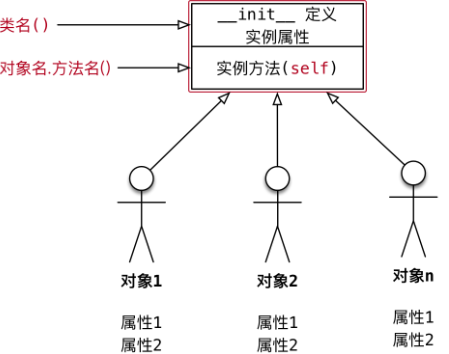 类名()
__init__ 定义
实例属性
对象名.方法名()
实例方法(self)
对象1
属性1
属性2
对象2
属性1
属性2
对象n
属性1
属性2